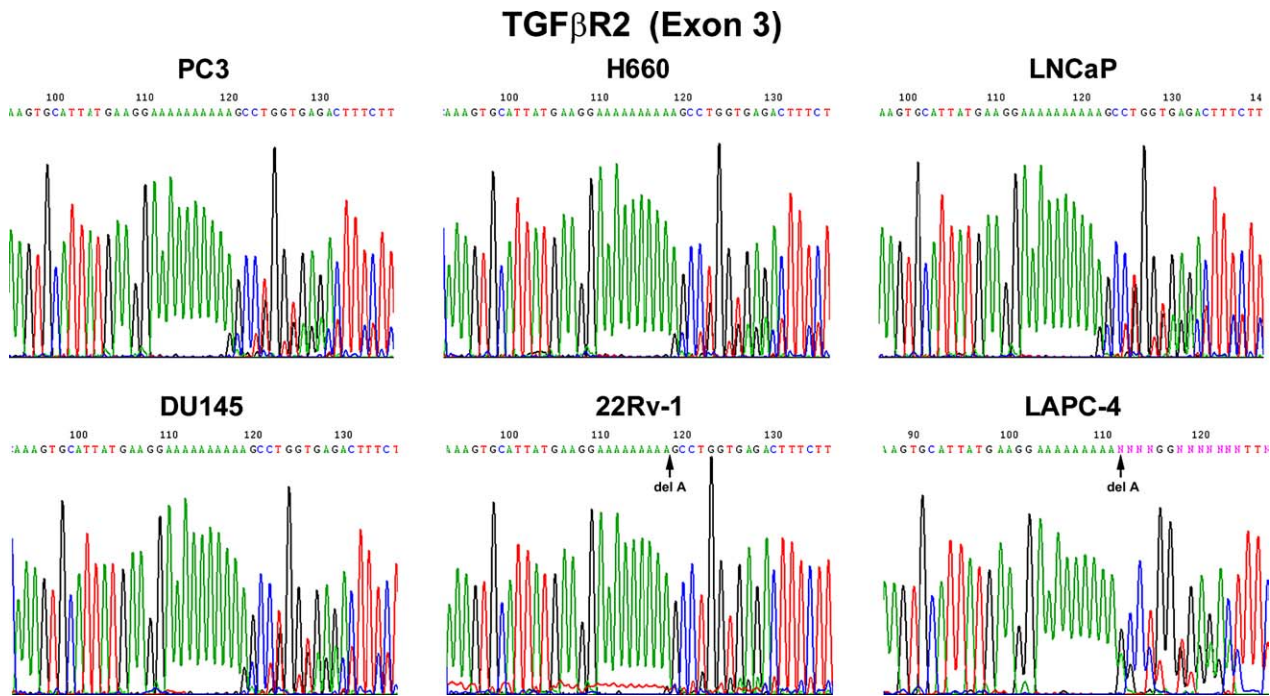 TGFβR2 (Exon 3)
PC3
100 110 120 130
AAGTGCATTATGAAGGAAAAAAAAAAGCCTGGTGAGACTTTCTT
H660
100 110 120 130
AAAGTGCATTATGAAGGAAAAAAAAAAGCCTGGTGAGACTTTCT
LNCaP
100 110 120 130 14
AAGTGCATTATGAAGGAAAAAAAAAAGCCTGGTGAGACTTTCTT
DU145
100 110 120 130
AAAGTGCATTATGAAGGAAAAAAAAAAGCCTGGTGAGACTTTCT
22Rv-1
100 110 120 130
AAAGTGCATTATGAAGGAAAAAAAAAGCCTGGTGAGACTTTCTT
del A
LAPC-4
90 100 110 120
AAGTGCATTATGAAGGAAAAAAAAANNNNGGNNNNNNNTTN
del A